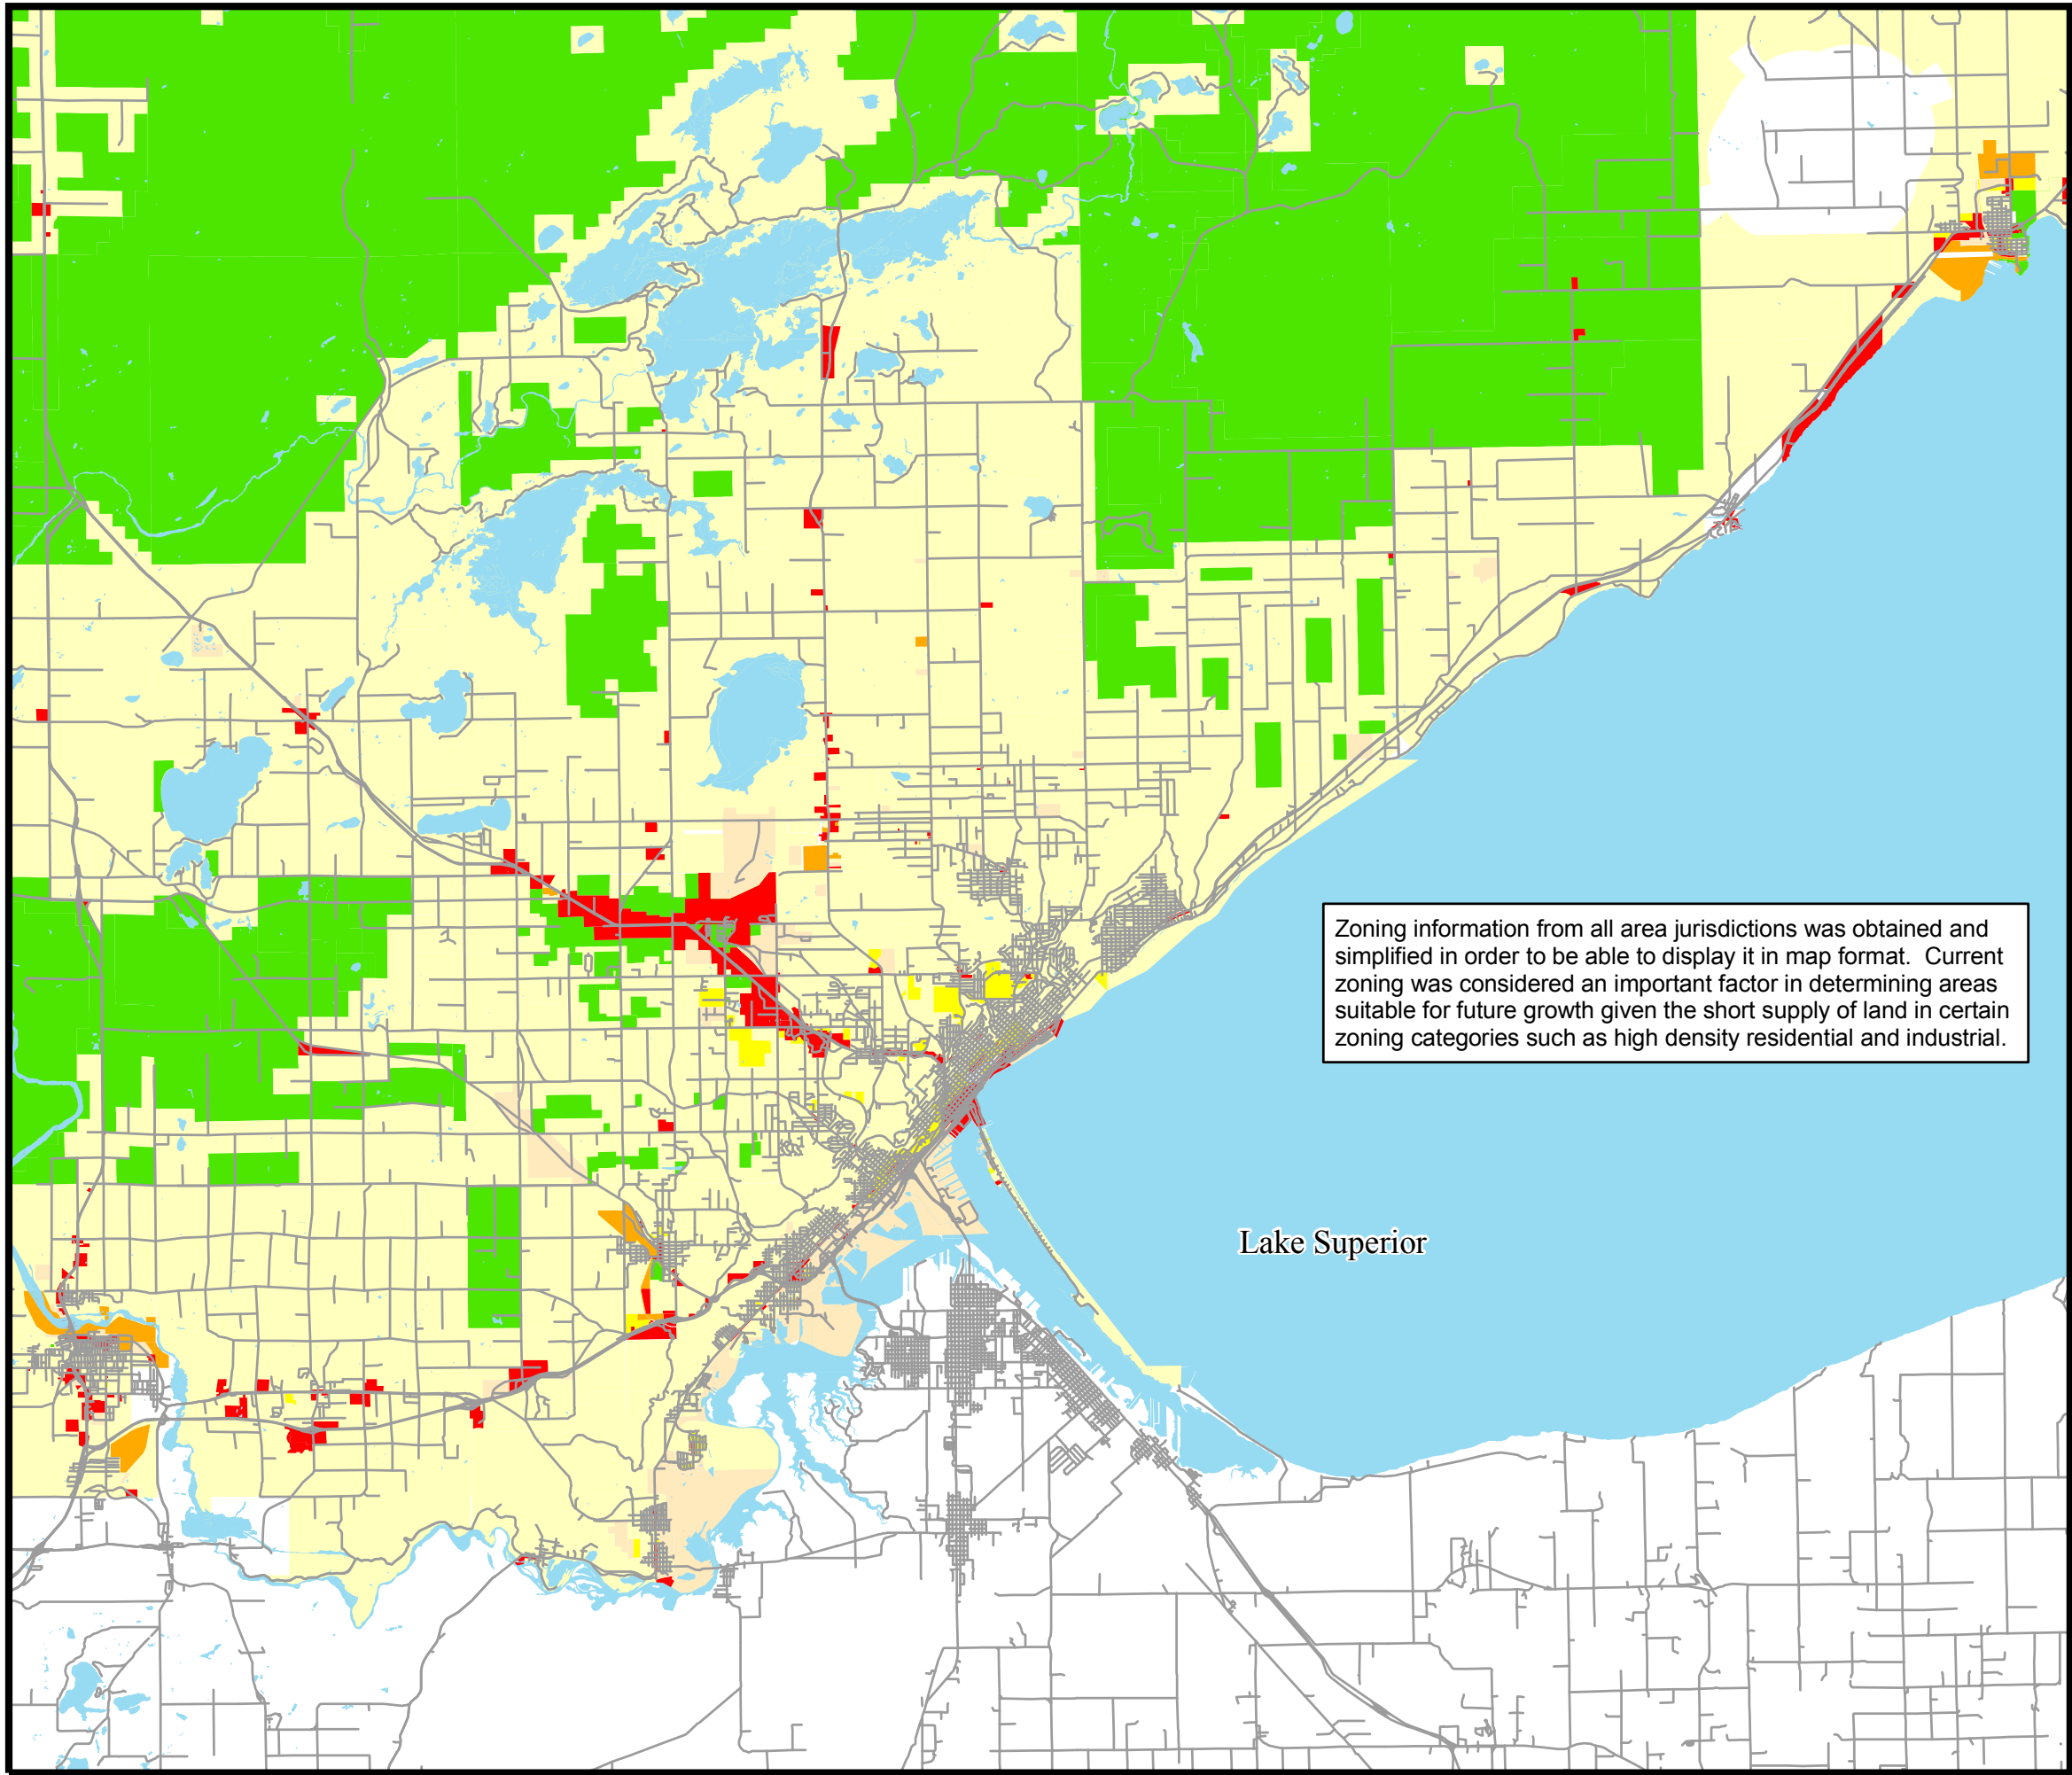 Zoning information from all area jurisdictions was obtained and
simplified in order to be able to display it in map format. Current
zoning was considered an important factor in determining areas
suitable for future growth given the short supply of land in certain
zoning categories such as high density residential and industrial.
Lake Superior